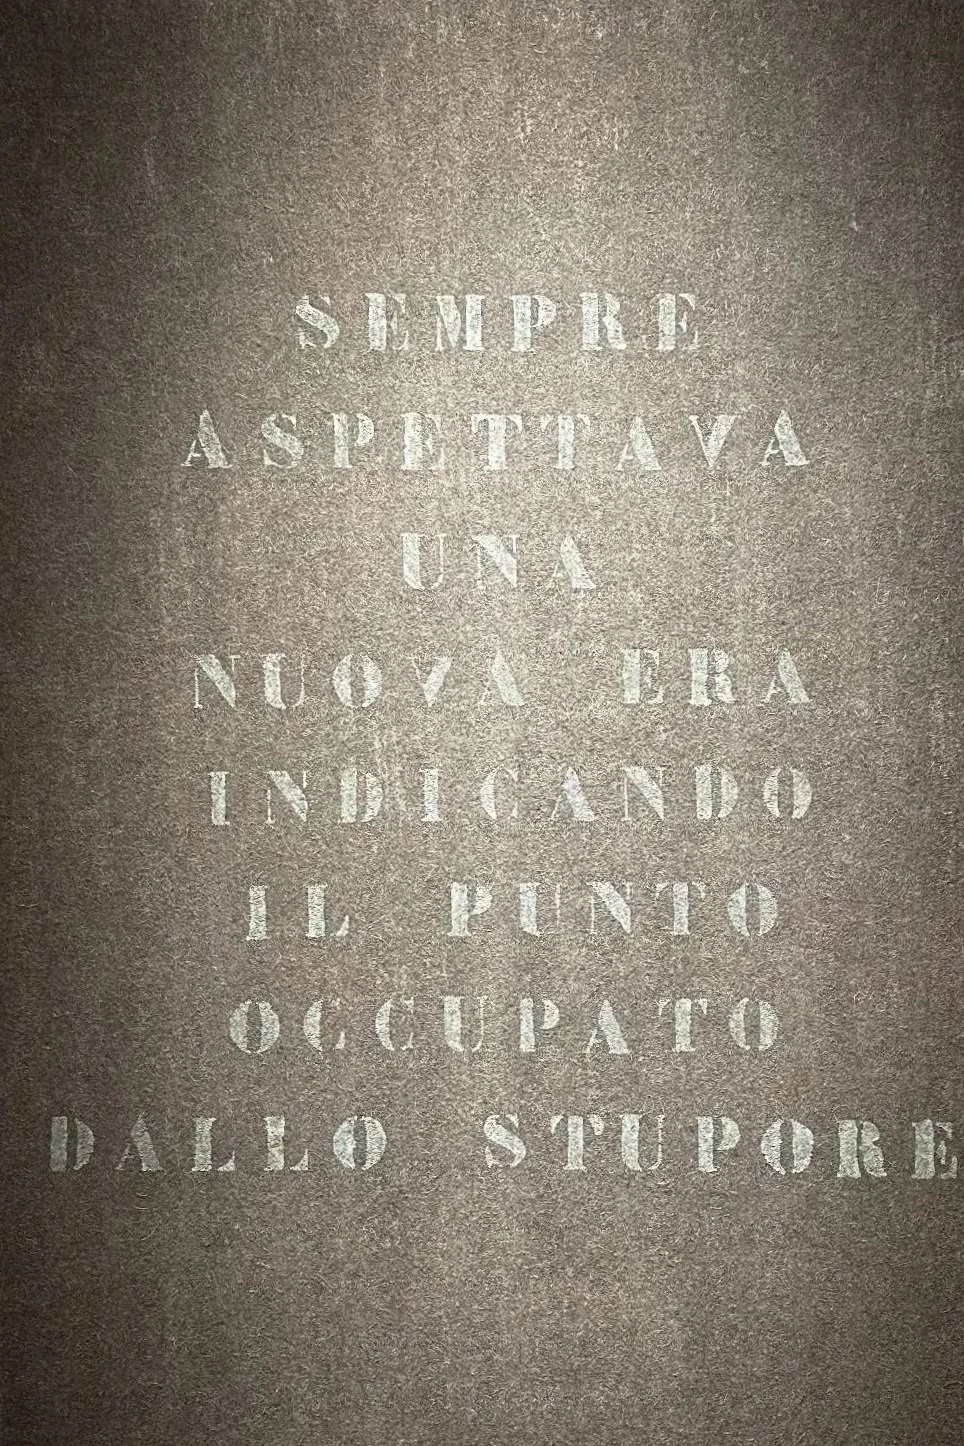 SEMPRE
ASPETTAVA
UNA
NUOVA ERA
INDICANDO
IL PUNTO
OCCUPATO
DALLO STUPORE